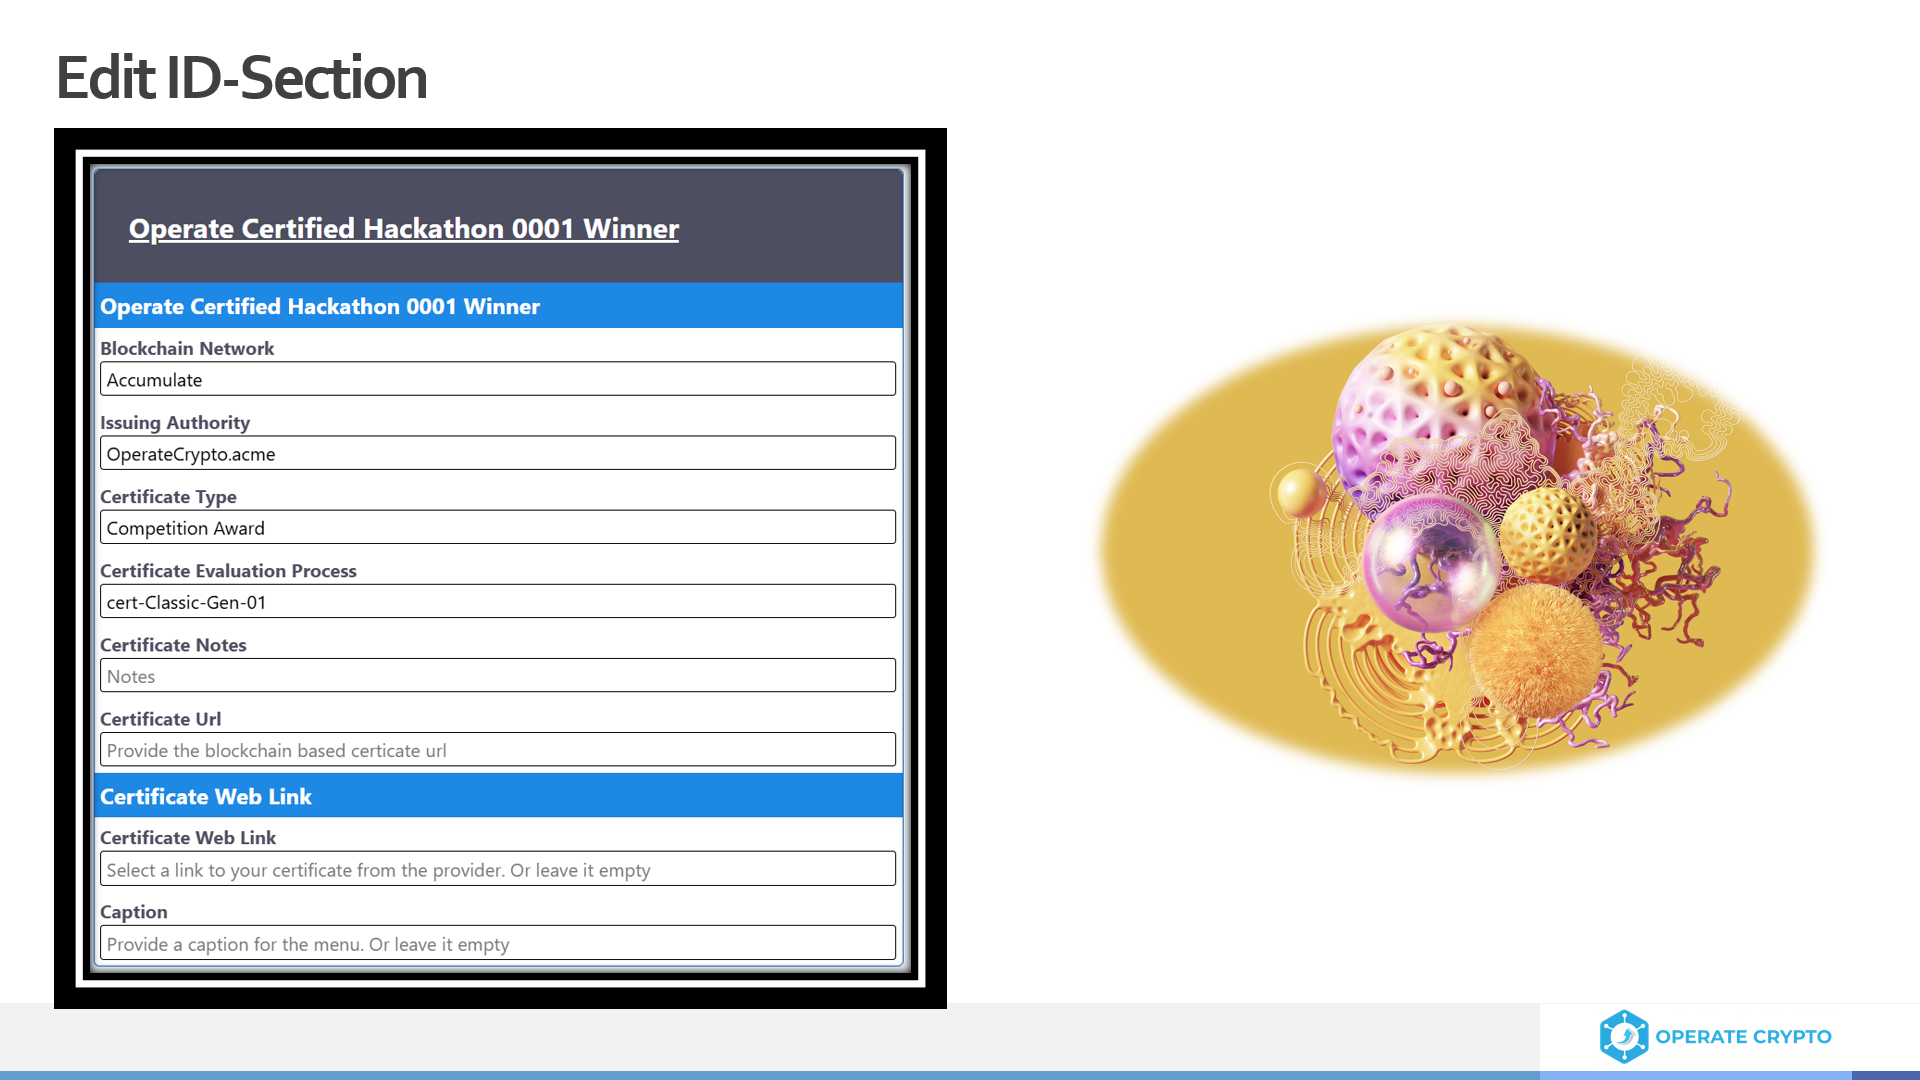 Edit ID-Section
Operate Certified Hackathon 0001 Winner
Operate Certified Hackathon 0001 Winner
Blockchain Network
Accumulate
Issuing Authority
OperateCrypto.acme
Certificate Type
Competition Award
Certificate Evaluation Process
cert-Classic-Gen-01
Certificate Notes
Notes
Certificate Url
Provide the blockchain based certicate url
Certificate Web Link
Certificate Web Link
Select a link to your certificate from the provider. Or leave it empty
Caption
Provide a caption for the menu. Or leave it empty
OPERATE CRYPTO